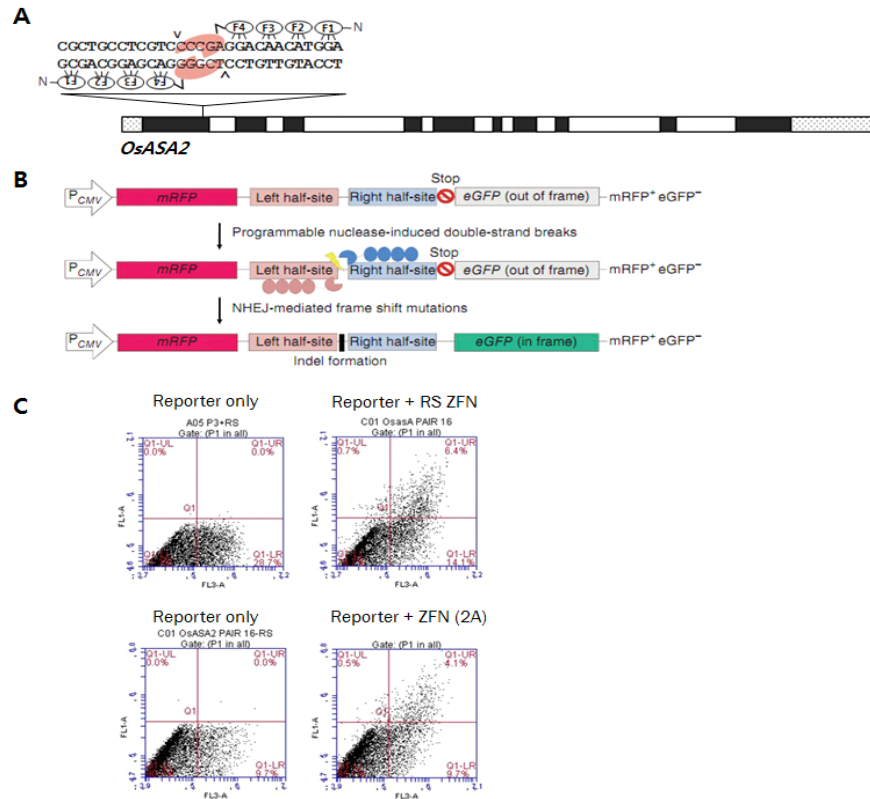 A
F4 F3 F2 F1 N
CGCTGCCTCGTCCCCGAGGACAACATGGA
GCGACGGAGCAGGGGCTCCTGTTGTACCT
N F1 F2 F3 F4
OsASA2
B
Stop
PCMV mRFP Left half-site Right half-site eGFP (out of frame) mRFP+ eGFP−
Programmable nuclease-induced double-strand breaks
Stop
PCMV mRFP Left half-site Right half-site eGFP (out of frame) mRFP+ eGFP−
NHEJ-mediated frame shift mutations
PCMV mRFP Left half-site Right half-site eGFP (in frame) mRFP+ eGFP−
Indel formation
C
Reporter only
A05 P3+RS
Gate: (P1 in all)
Q1-UL Q1-UR
0.0% 0.0%
Q1
Q1-LR
28.7%
FL1-A
FL3-A
Reporter + RS ZFN
C01 OsasA PAIR 16
Gate: (P1 in all)
Q1-UL Q1-UR
0.7% 6.4%
Q1
Q1-LR
14.1%
FL1-A
FL3-A
Reporter only
C01 OsASA2 PAIR 16-RS
Gate: (P1 in all)
Q1-UL Q1-UR
0.0% 0.0%
Q1
Q1-LR
9.7%
FL1-A
FL3-A
Reporter + ZFN (2A)
Gate: (P1 in all)
Q1-UL Q1-UR
0.5% 4.1%
Q1-LR
9.7%
FL1-A
FL3-A